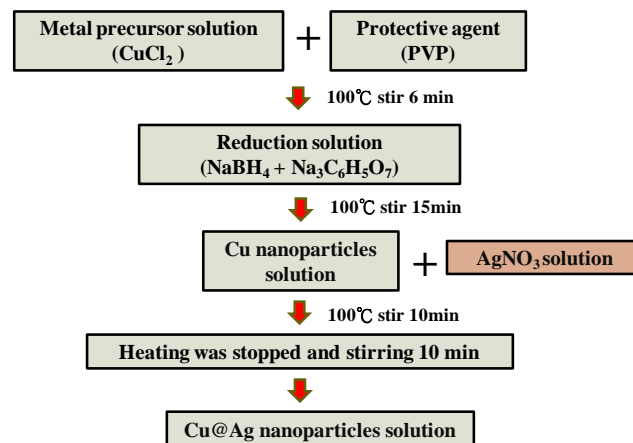 Metal precursor solution
(CuCl₂ )
+
Protective agent
(PVP)
100℃ stir 6 min
Reduction solution
(NaBH₄ + Na₃C₆H₅O₇)
100℃ stir 15min
Cu nanoparticles
solution
+
AgNO₃ solution
100℃ stir 10min
Heating was stopped and stirring 10 min
Cu@Ag nanoparticles solution